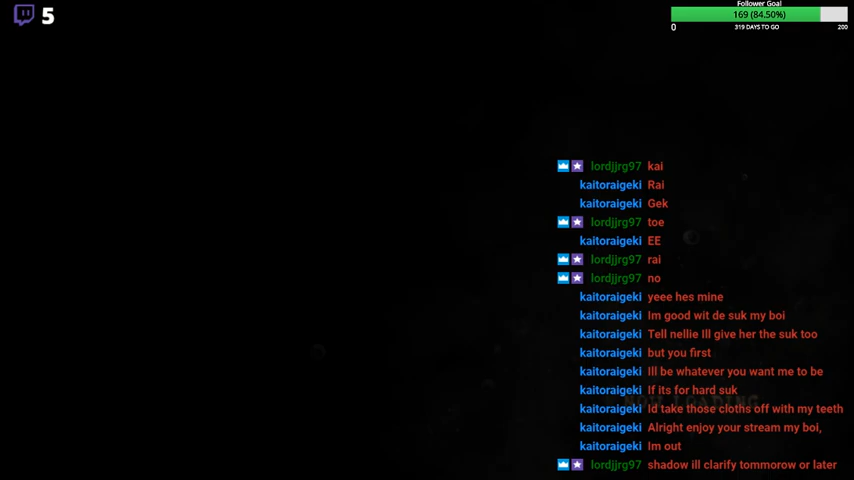 5
Follower Goal
169 (84.50%)
0 319 DAYS TO GO 200
lordjjrg97 kai
kaitoraigeki Rai
kaitoraigeki Gek
lordjjrg97 toe
kaitoraigeki EE
lordjjrg97 rai
lordjjrg97 no
kaitoraigeki yeee hes mine
kaitoraigeki Im good wit de suk my boi
kaitoraigeki Tell nellie Ill give her the suk too
kaitoraigeki but you first
kaitoraigeki Ill be whatever you want me to be
kaitoraigeki If its for hard suk
NOW LOADING
kaitoraigeki Id take those cloths off with my teeth
kaitoraigeki Alright enjoy your stream my boi,
kaitoraigeki Im out
lordjjrg97 shadow ill clarify tommorow or later